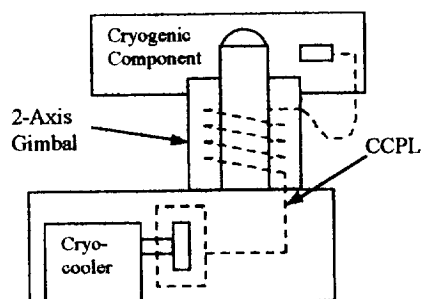 Cryogenic
Component
2-Axis
Gimbal
CCPL
Cryo-
cooler